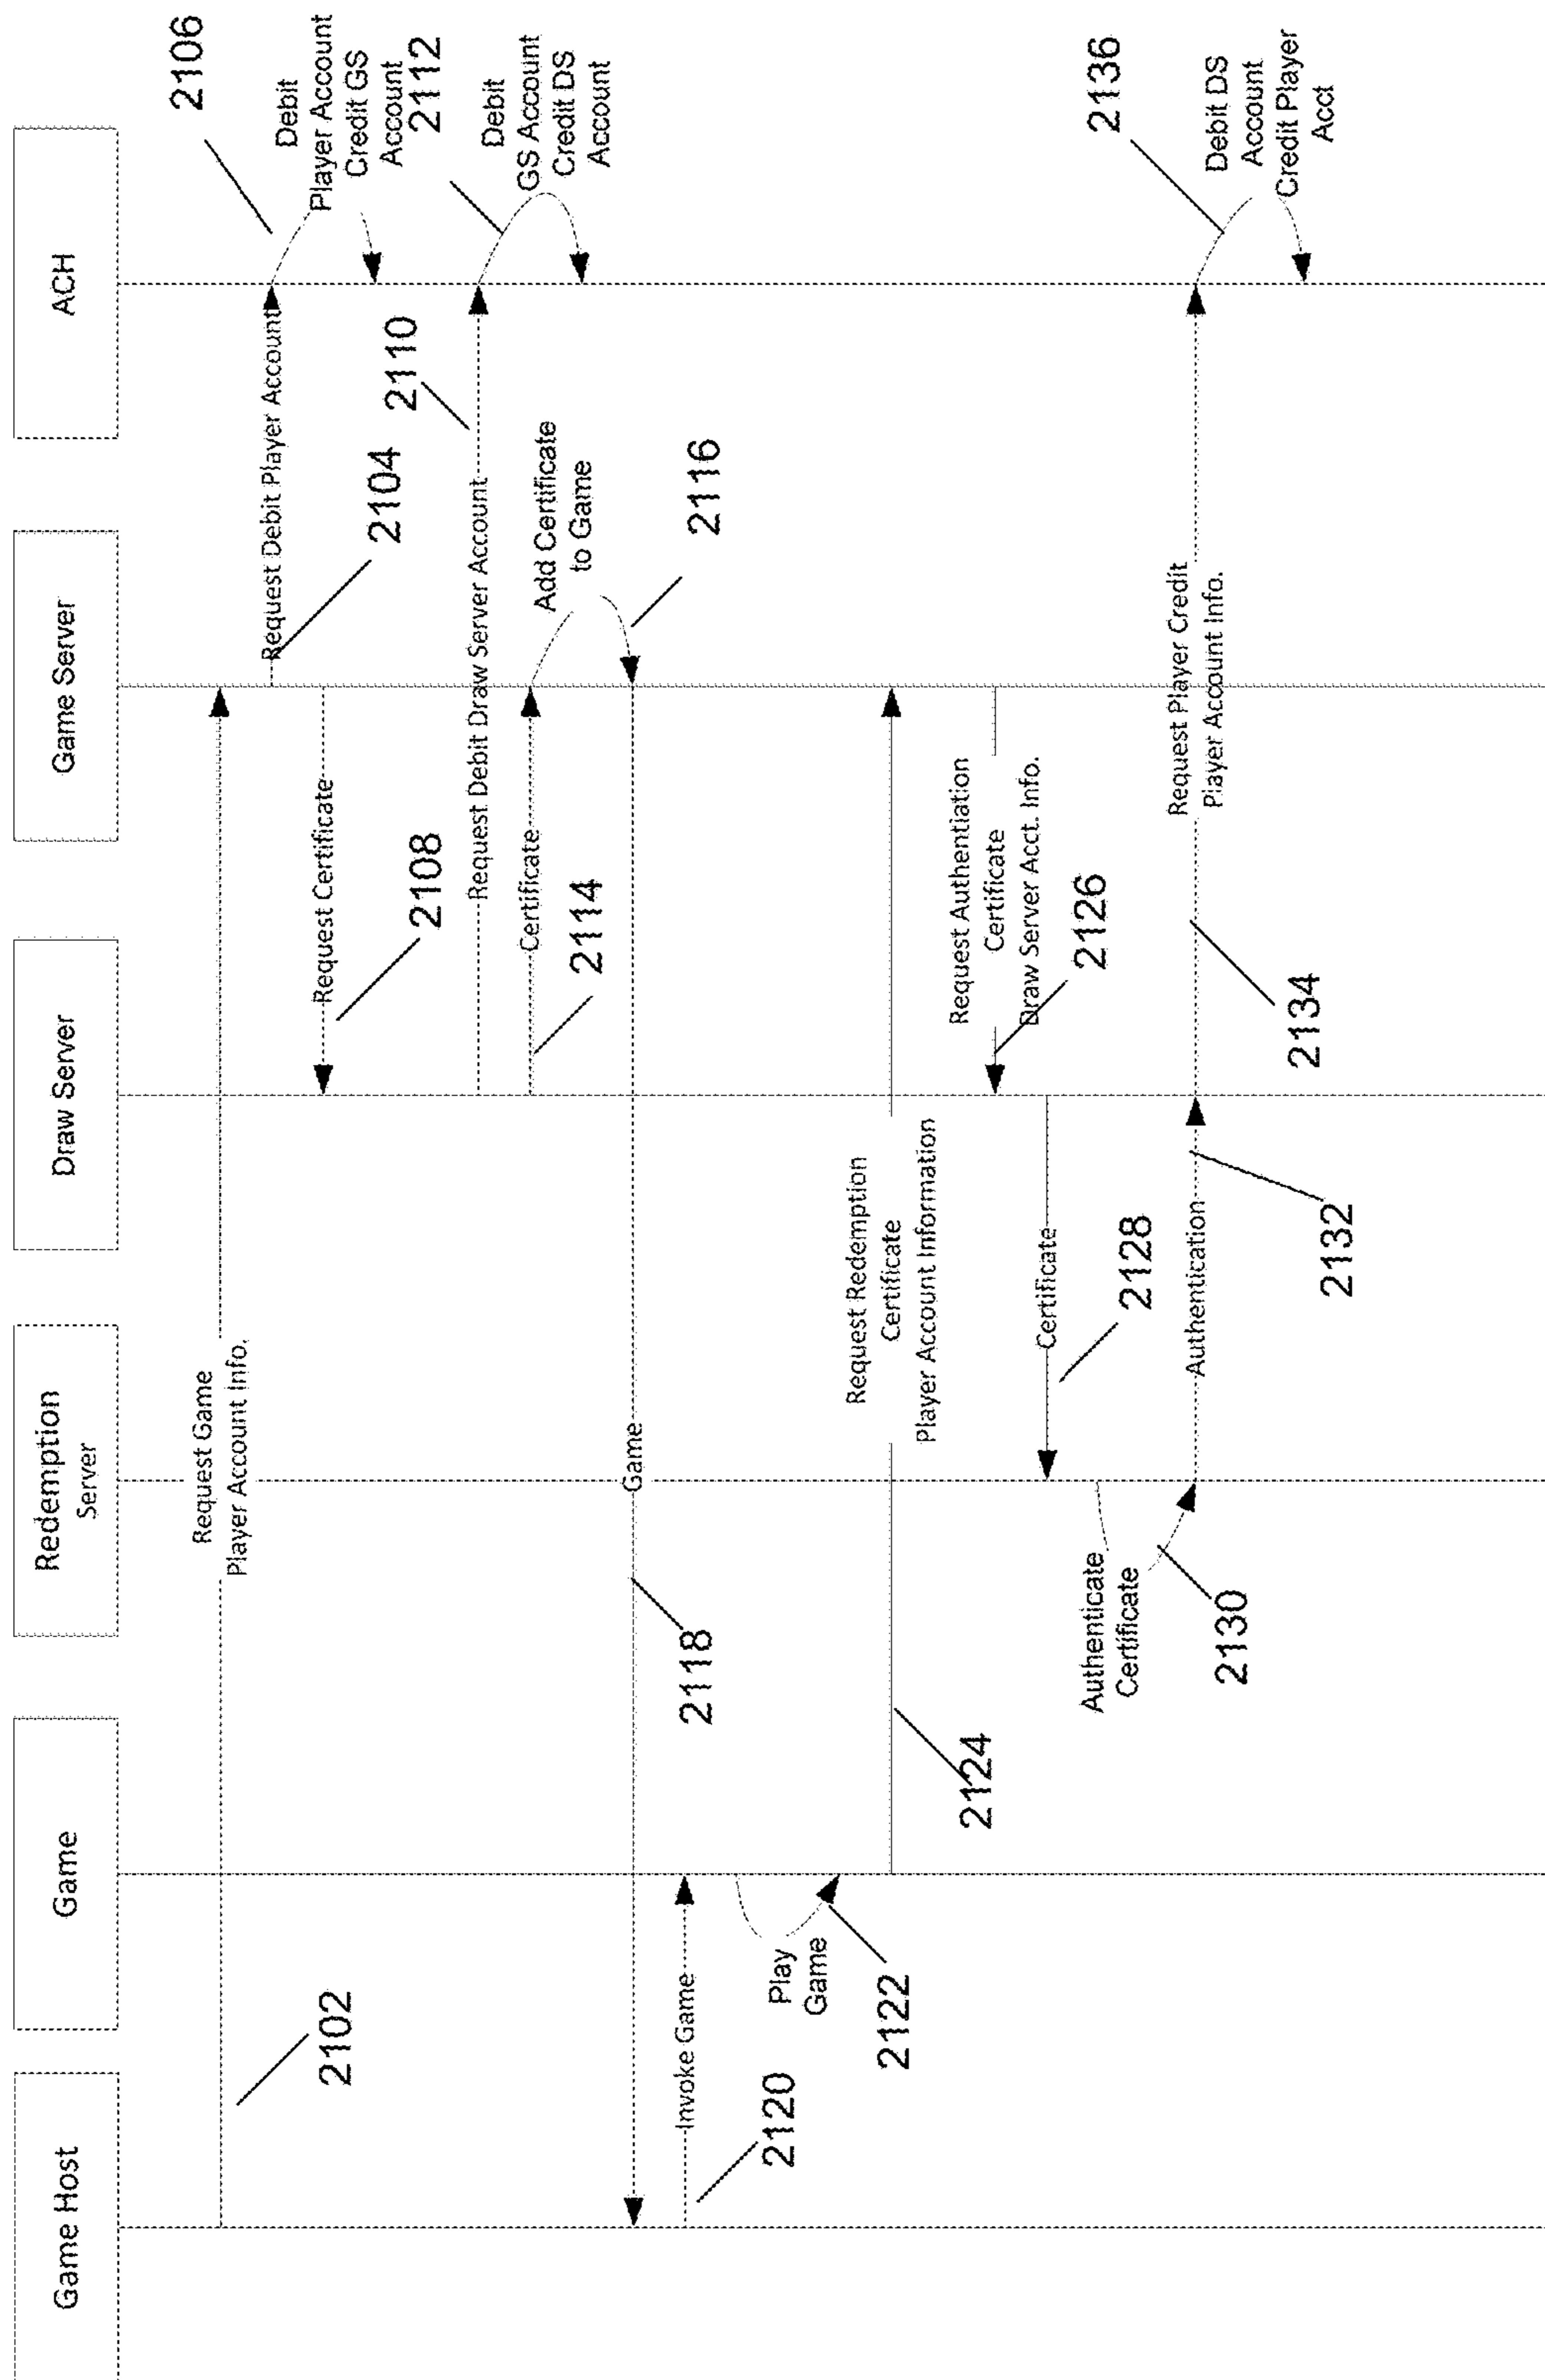 Game Host
Game
Redemption
Server
Draw Server
Game Server
ACH
2102
Request Game
Player Account Info.
Request Debit Player Account
2104
2106
Debit
Player Account
Credit GS
Account
Request Certificate
2108
Request Debit Draw Server Account
2110
2112
Debit
GS Account
Credit DS
Account
Certificate
2114
Add Certificate
to Game
2116
Game
2118
Invoke Game
2120
Play
Game
2122
Request Redemption
Certificate
Player Account Information
2124
Request Authentiation
Certificate
Draw Server Acct. Info.
2126
Certificate
2128
Authenticate
Certificate
2130
Authentication
2132
Request Player Credit
Player Account Info.
2134
2136
Debit DS
Account
Credit Player
Acct